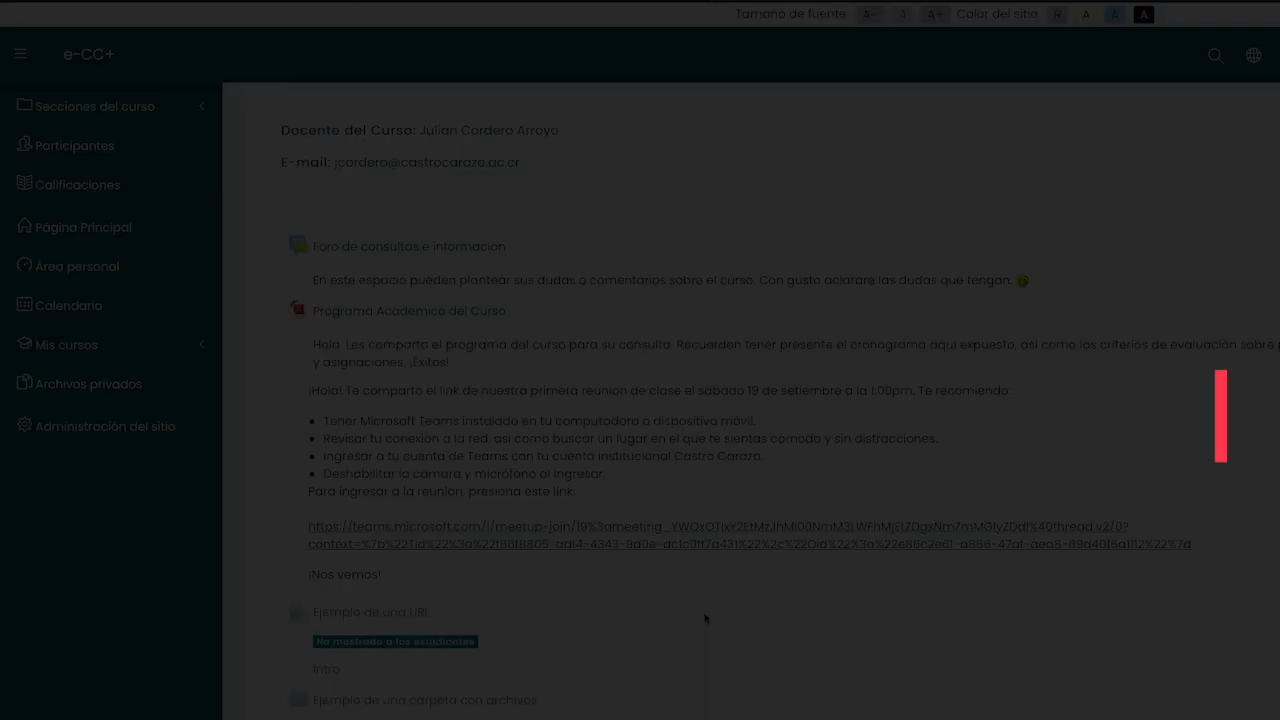 Tamaño de fuente A- A A+ Color del sitio R A A A
e-CC+
Secciones del curso
Participantes
Calificaciones
Página Principal
Área personal
Calendario
Mis cursos
Archivos privados
Administración del sitio
Docente del Curso: Julian Cordero Arroyo
E-mail: jcordero@castrocarazo.ac.cr
Foro de consultas e información
En este espacio pueden plantear sus dudas o comentarios sobre el curso. Con gusto aclararé las dudas que tengan.
Programa Académico del Curso
Hola. Les comparto el programa del curso para su consulta. Recuerden tener presente el cronograma aquí expuesto, así como los criterios de evaluación sobre
y asignaciones, ¡Éxitos!
¡Hola! Te comparto el link de nuestra primera reunión de clase el sábado 19 de setiembre a la 1:00pm. Te recomiendo:
Tener Microsoft Teams instalado en tu computadora o dispositivo móvil.
Revisar tu conexión a la red, así como buscar un lugar en el que te sientas cómodo y sin distracciones.
Ingresar a tu cuenta de Teams con tu cuenta institucional Castro Carazo.
Deshabilitar la cámara y micrófono al ingresar.
Para ingresar a la reunión, presiona este link:
¡Nos vemos!
Ejemplo de una URL
No mostrado a los estudiantes
Intro
Ejemplo de una carpeta con archivos